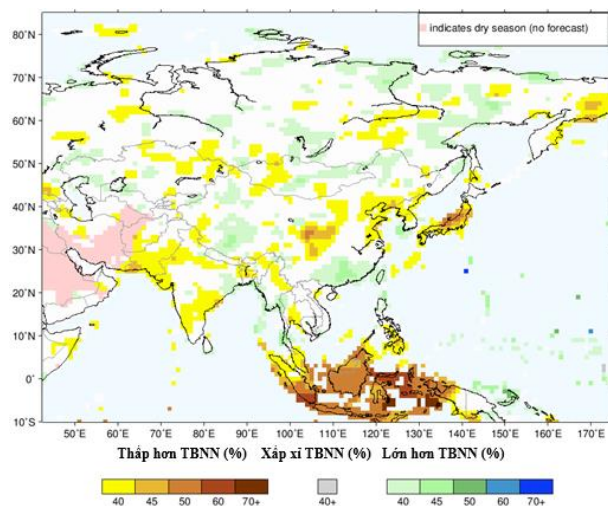 indicates dry season (no forecast)
80°N
70°N
60°N
50°N
40°N
30°N
20°N
10°N
0°
10°S
50°E 60°E 70°E 80°E 90°E 100°E 110°E 120°E 130°E 140°E 150°E 160°E 170°E
Thấp hơn TBNN (%) Xấp xỉ TBNN (%) Lớn hơn TBNN (%)
40 45 50 60 70+ 40+ 40 45 50 60 70+